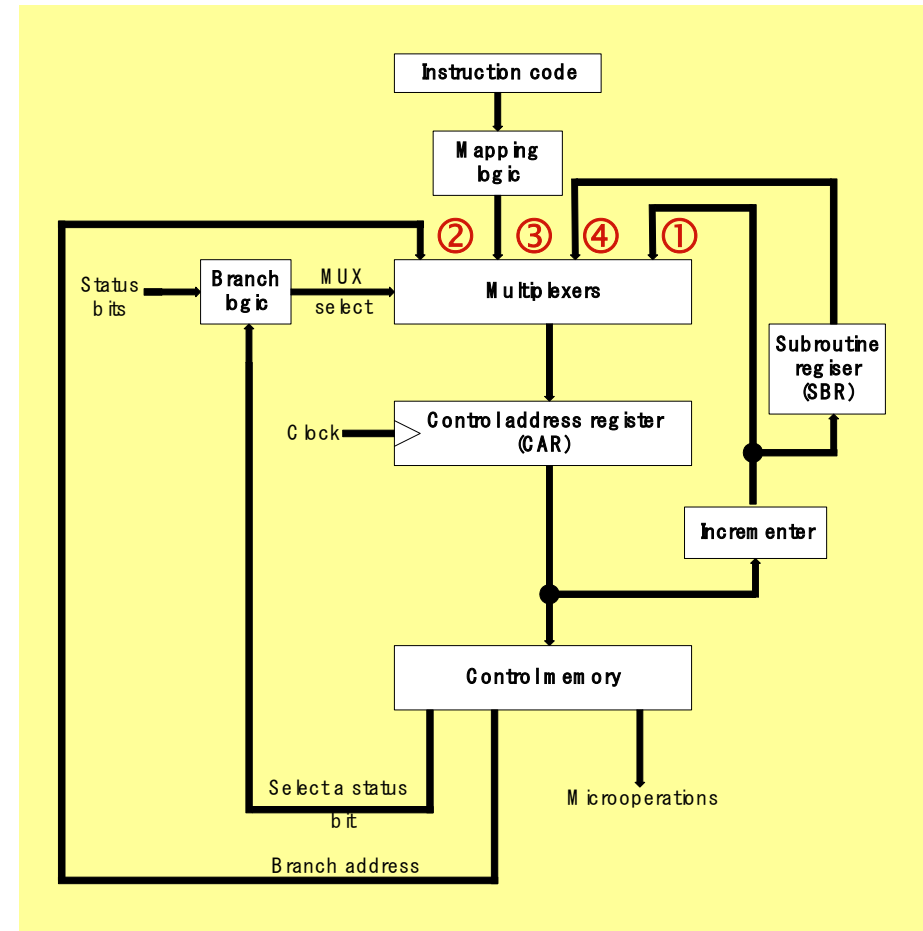 Instruction code
Mapping
logic
② ③ ④ ①
Status
bits
Branch
logic
MUX
select
Multiplexers
Subroutine
regiser
(SBR)
Clock
Control address register
(CAR)
Incrementer
Control memory
Select a status
bit
Microoperations
Branch address